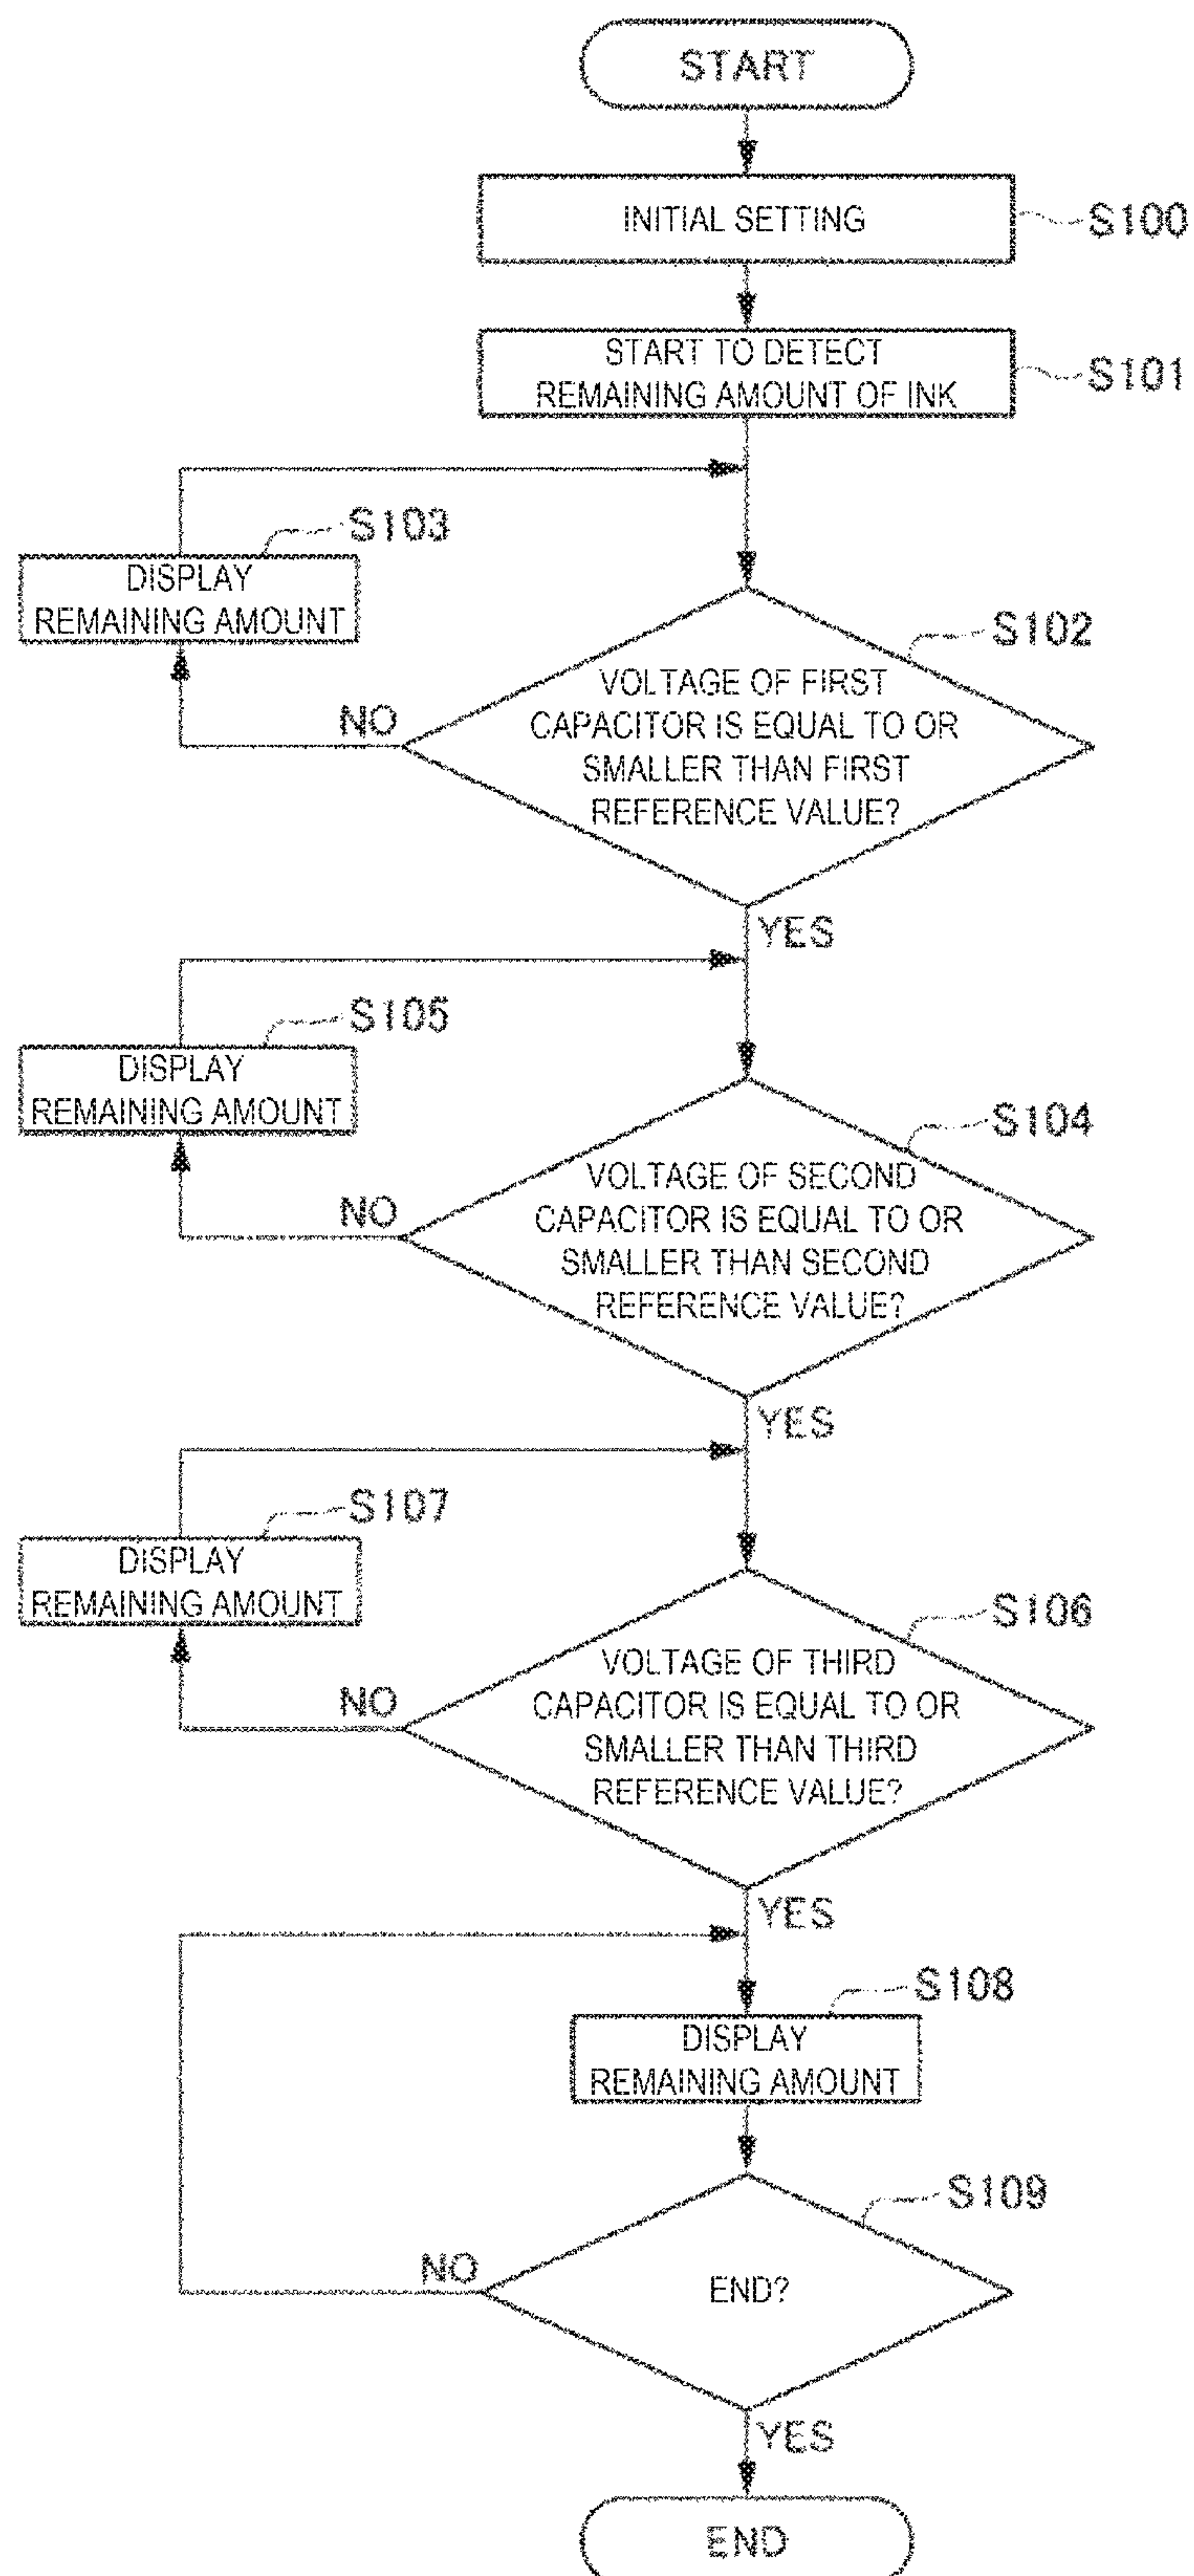 START
INITIAL SETTING
S100
START TO DETECT
REMAINING AMOUNT OF INK
S101
S103
DISPLAY
REMAINING AMOUNT
S102
VOLTAGE OF FIRST
CAPACITOR IS EQUAL TO OR
SMALLER THAN FIRST
REFERENCE VALUE?
NO
YES
S105
DISPLAY
REMAINING AMOUNT
S104
VOLTAGE OF SECOND
CAPACITOR IS EQUAL TO OR
SMALLER THAN SECOND
REFERENCE VALUE?
NO
YES
S107
DISPLAY
REMAINING AMOUNT
S106
VOLTAGE OF THIRD
CAPACITOR IS EQUAL TO OR
SMALLER THAN THIRD
REFERENCE VALUE?
NO
YES
S108
DISPLAY
REMAINING AMOUNT
S109
NO
END?
YES
END